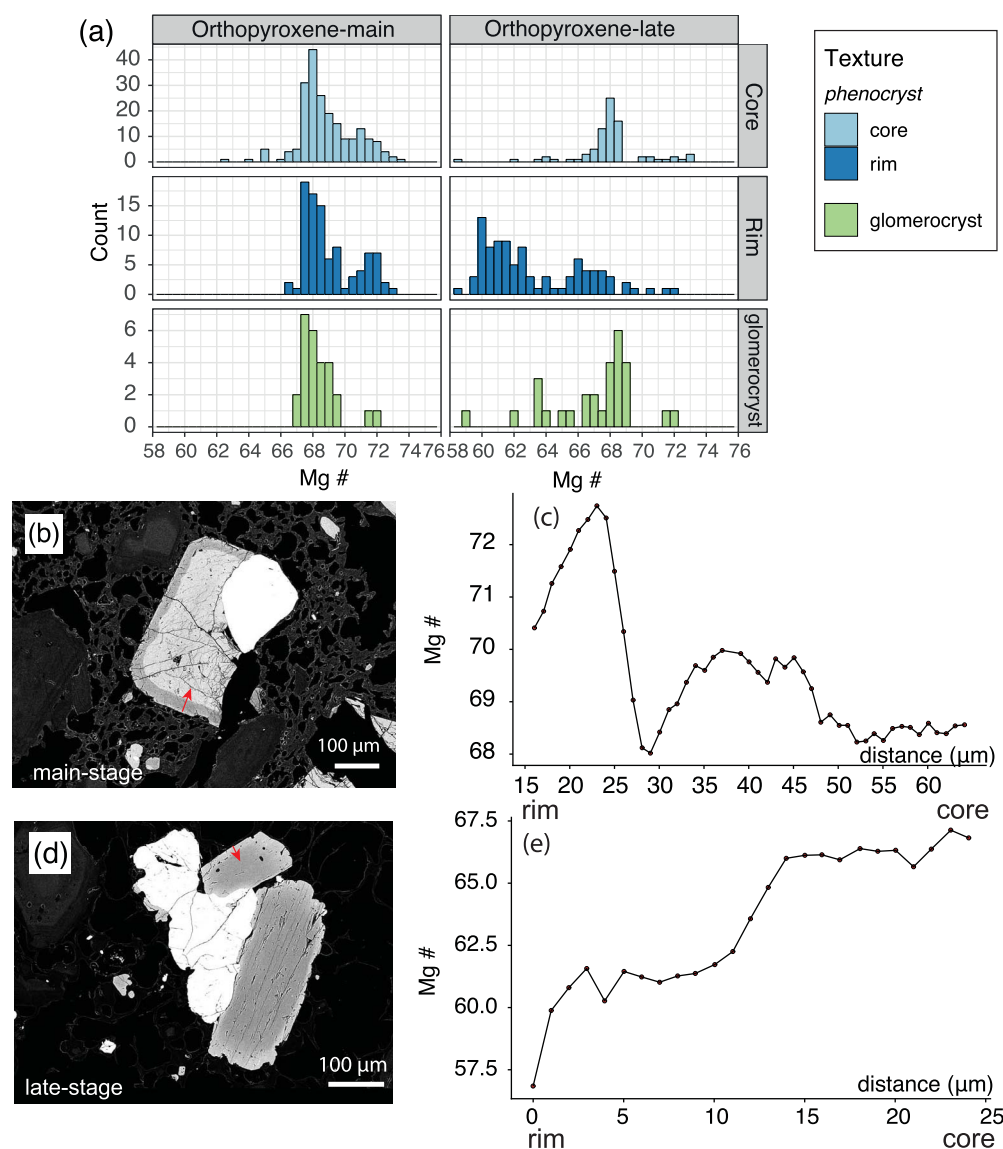 (a)
Orthopyroxene-main
Orthopyroxene-late
40
30
20
10
0
Core
15
10
5
0
Rim
6
4
2
0
glomerocryst
Count
58 60 62 64 66 68 70 72 74 76
58 60 62 64 66 68 70 72 74 76
Mg #
Mg #
Texture
phenocryst
core
rim
glomerocryst
(b)
100 µm
main-stage
(c)
72
71
70
69
68
Mg #
distance (µm)
15 20 25 30 35 40 45 50 55 60
rim
core
(d)
100 µm
late-stage
(e)
67.5
65.0
62.5
60.0
57.5
Mg #
distance (µm)
0 5 10 15 20 25
rim
core